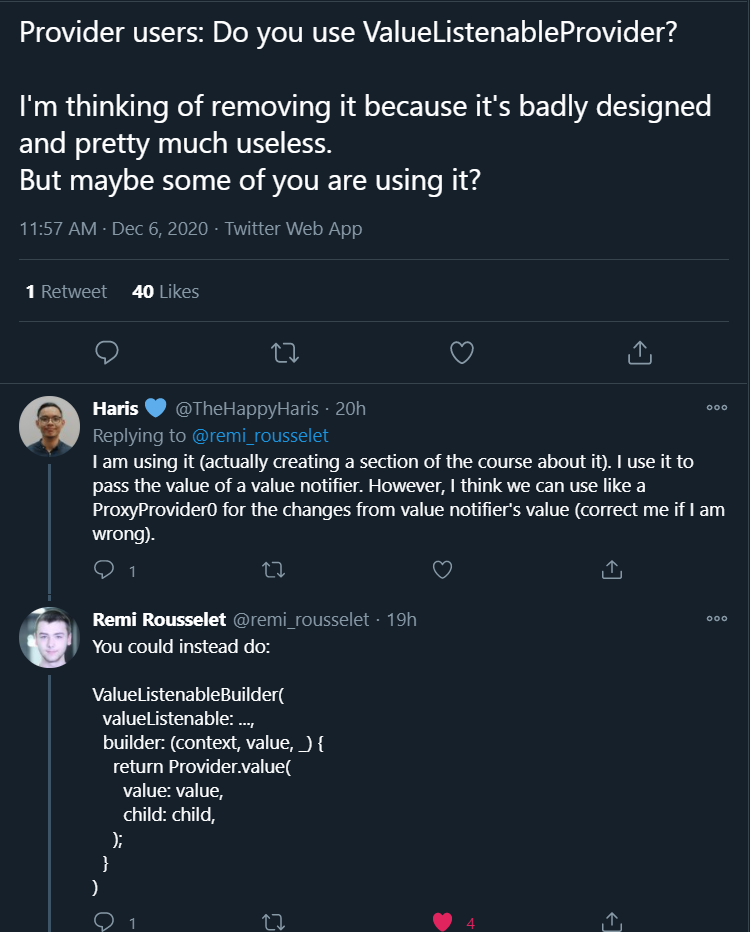 Provider users: Do you use ValueListenableProvider?
I'm thinking of removing it because it's badly designed
and pretty much useless.
But maybe some of you are using it?
11:57 AM · Dec 6, 2020 · Twitter Web App
1 Retweet 40 Likes
Haris 💙 @TheHappyHaris · 20h
Replying to @remi_rousselet
I am using it (actually creating a section of the course about it). I use it to
pass the value of a value notifier. However, I think we can use like a
ProxyProvider0 for the changes from value notifier's value (correct me if I am
wrong).
1
Remi Rousselet @remi_rousselet · 19h
You could instead do:
ValueListenableBuilder(
  valueListenable: ...,
  builder: (context, value, _) {
    return Provider.value(
      value: value,
      child: child,
    );
  }
)
1 4